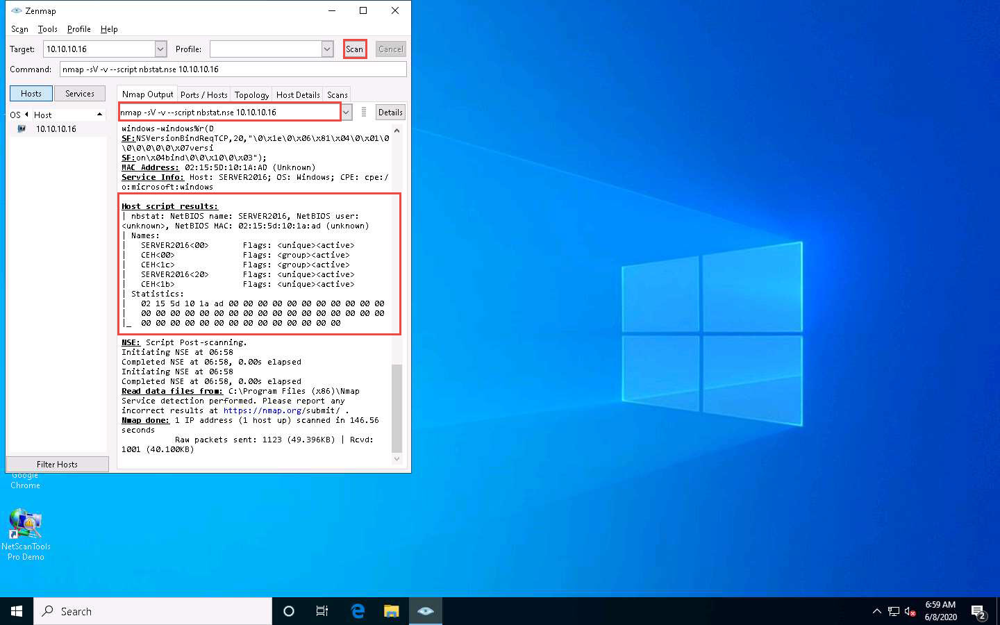 Zenmap
Scan Tools Profile Help
Target: 10.10.10.16 Profile: Scan Cancel
Command: nmap -sV -v --script nbstat.nse 10.10.10.16
Hosts Services
Nmap Output Ports / Hosts Topology Host Details Scans
OS Host
nmap -sV -v --script nbstat.nse 10.10.10.16 Details
10.10.10.16
windows-windows%r(D
SF:NSVersionBindReqTCP,20,"\0\x1e\0\x06\x81\x04\0\x01\0
\0\0\0\0\0\x07versi
SF:on\x04bind\0\0\x10\0\x03");
MAC Address: 02:15:5D:10:1A:AD (Unknown)
Service Info: Host: SERVER2016; OS: Windows; CPE: cpe:/
o:microsoft:windows
Host script results:
| nbstat: NetBIOS name: SERVER2016, NetBIOS user:
<unknown>, NetBIOS MAC: 02:15:5d:10:1a:ad (unknown)
| Names:
|   SERVER2016<00>       Flags: <unique><active>
|   CEH<00>              Flags: <group><active>
|   CEH<1c>              Flags: <group><active>
|   SERVER2016<20>       Flags: <unique><active>
|   CEH<1b>              Flags: <unique><active>
| Statistics:
|   02 15 5d 10 1a ad 00 00 00 00 00 00 00 00 00 00 00
|   00 00 00 00 00 00 00 00 00 00 00 00 00 00 00 00 00
|_  00 00 00 00 00 00 00 00 00 00 00 00 00 00
NSE: Script Post-scanning.
Initiating NSE at 06:58
Completed NSE at 06:58, 0.00s elapsed
Initiating NSE at 06:58
Completed NSE at 06:58, 0.00s elapsed
Read data files from: C:\Program Files (x86)\Nmap
Service detection performed. Please report any
incorrect results at https://nmap.org/submit/ .
Nmap done: 1 IP address (1 host up) scanned in 146.56
seconds
Raw packets sent: 1123 (49.396KB) | Rcvd:
1001 (40.100KB)
Filter Hosts
Google
Chrome
NetScanTools
Pro Demo
Search
6:59 AM
6/8/2020
2